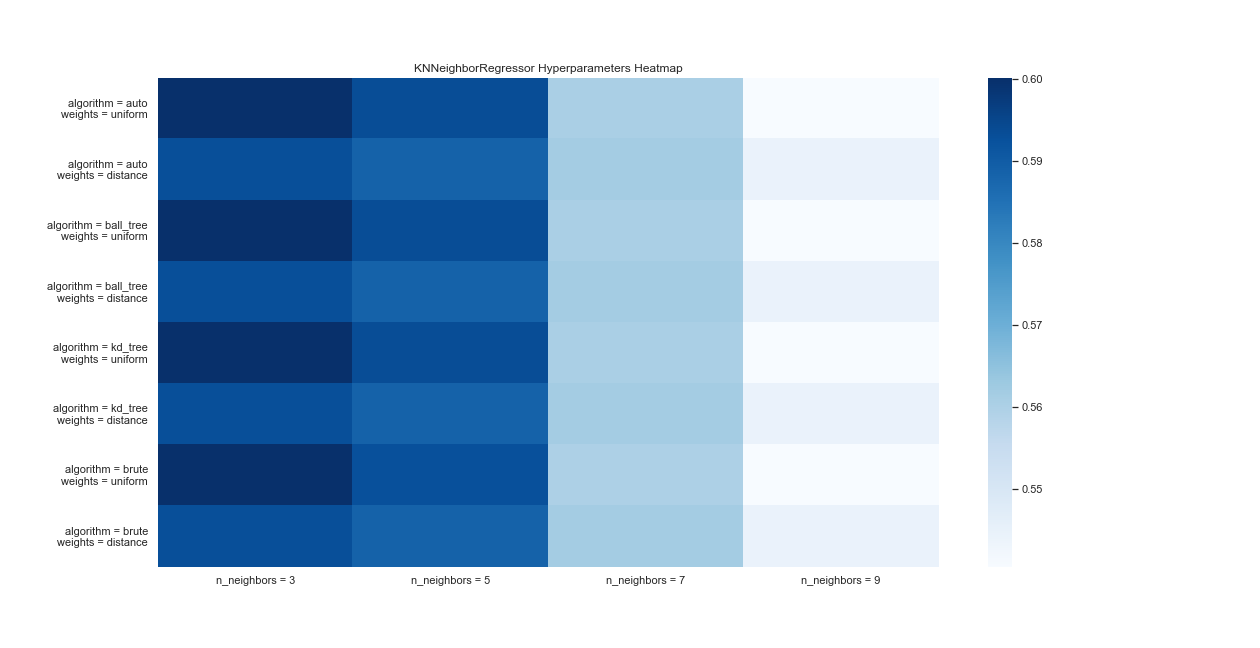 KNNeighborRegressor Hyperparameters Heatmap
algorithm = auto
weights = uniform
algorithm = auto
weights = distance
algorithm = ball_tree
weights = uniform
algorithm = ball_tree
weights = distance
algorithm = kd_tree
weights = uniform
algorithm = kd_tree
weights = distance
algorithm = brute
weights = uniform
algorithm = brute
weights = distance
n_neighbors = 3
n_neighbors = 5
n_neighbors = 7
n_neighbors = 9
0.60
0.59
0.58
0.57
0.56
0.55